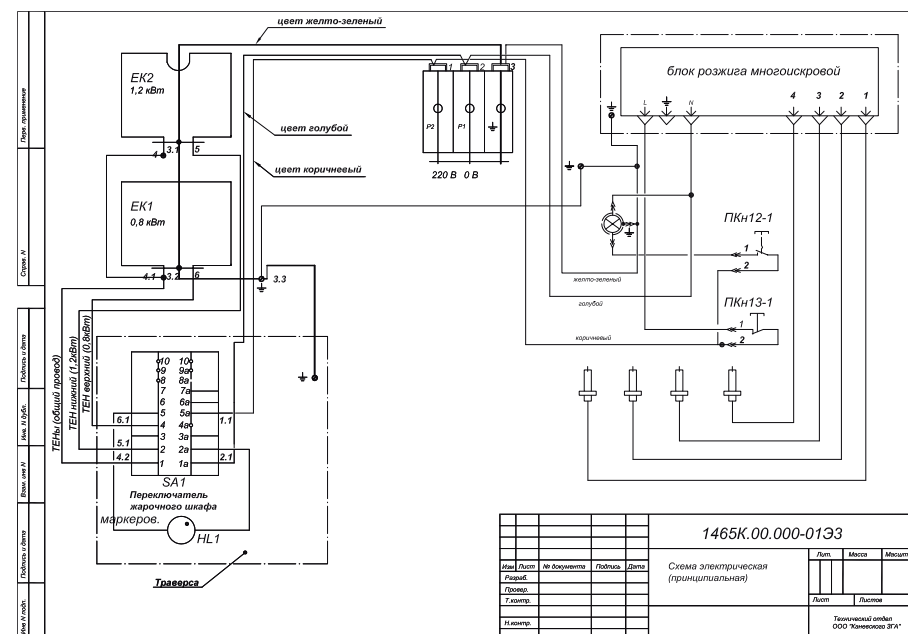 цвет желто-зеленый
ЕК2
1,2 кВт
4
3.1
5
цвет голубой
цвет коричневый
ЕК1
0,8 кВт
4.1
3.2
6
3.3
1
2
3
Р2
Р1
220 В 0 В
блок розжига многоискровой
L
N
4
3
2
1
ПКн12-1
1
2
ПКн13-1
1
2
желто-зеленый
голубой
коричневый
ТЕНы (общий провод)
ТЕН нижний (1,2кВт)
ТЕН верхний (0,8кВт)
10 10
9 9а
8 8а
7 7а
6 6а
5 5а
4 4а
3 3а
2 2а
1 1а
6.1
5.1
4.2
1.1
2.1
SA1
Переключатель
жарочного шкафа
маркеров.
HL1
Траверса
Перв. применение
Справ. N
Подпись и дата
Инв. N дубл.
Взам. инв N
Подпись и дата
Инв N подл.
1465К.00.000-01Э3
Схема электрическая
(принципиальная)
Лит. Масса Масшт
Изм Лист № документа Подпись Дата
Разраб.
Провер.
Т.контр.
Н.контр.
Лист Листов
Технический отдел
ООО "Каневского ЗГА"